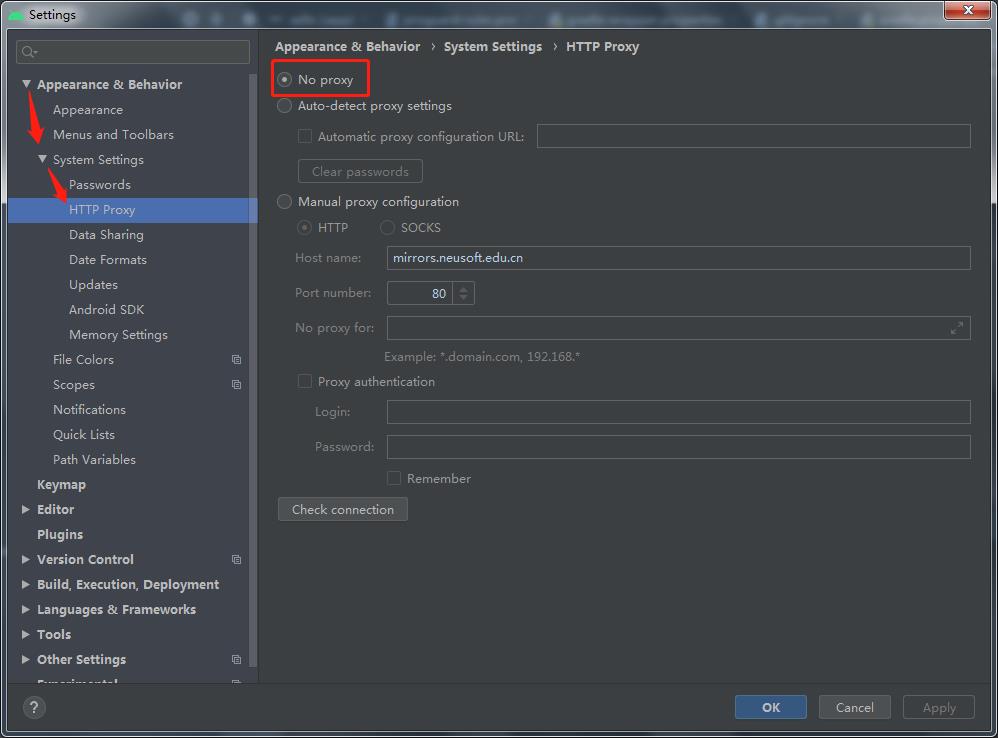 Settings
Appearance & Behavior › System Settings › HTTP Proxy
Appearance & Behavior
Appearance
Menus and Toolbars
System Settings
Passwords
HTTP Proxy
Data Sharing
Date Formats
Updates
Android SDK
Memory Settings
File Colors
Scopes
Notifications
Quick Lists
Path Variables
Keymap
Editor
Plugins
Version Control
Build, Execution, Deployment
Languages & Frameworks
Tools
Other Settings
Experimental
No proxy
Auto-detect proxy settings
Automatic proxy configuration URL:
Clear passwords
Manual proxy configuration
HTTP SOCKS
Host name: mirrors.neusoft.edu.cn
Port number: 80
No proxy for:
Example: *.domain.com, 192.168.*
Proxy authentication
Login:
Password:
Remember
Check connection
? OK Cancel Apply